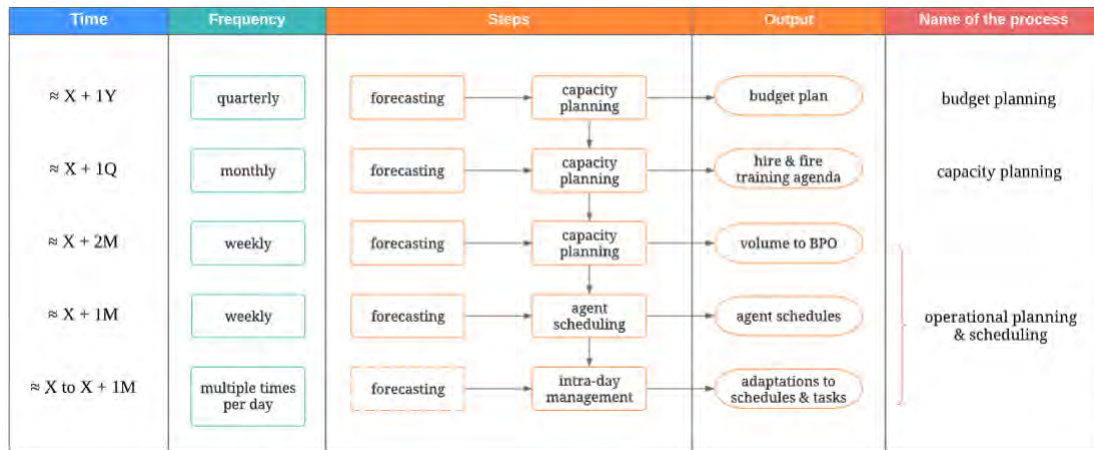 Time
Frequency
Steps
Output
Name of the process
≈ X + 1Y
quarterly
forecasting
capacity
planning
budget plan
budget planning
≈ X + 1Q
monthly
forecasting
capacity
planning
hire & fire
training agenda
capacity planning
≈ X + 2M
weekly
forecasting
capacity
planning
volume to BPO
≈ X + 1M
weekly
forecasting
agent
scheduling
agent schedules
operational planning
& scheduling
≈ X to X + 1M
multiple times
per day
forecasting
intra-day
management
adaptations to
schedules & tasks